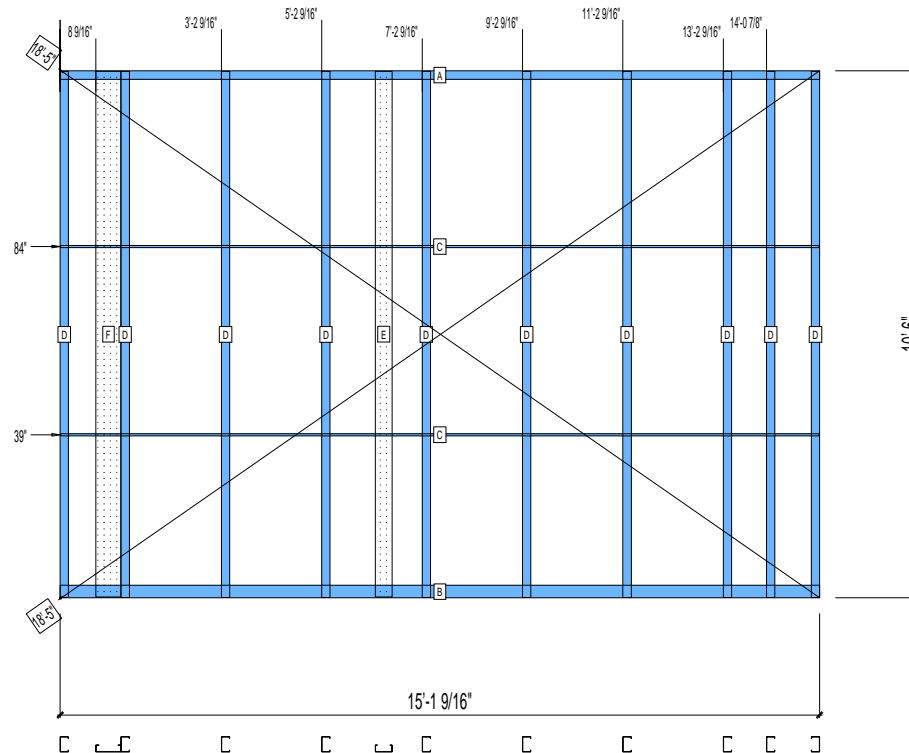 8 9/16"
3'-2 9/16"
5'-2 9/16"
7'-2 9/16"
9'-2 9/16"
11'-2 9/16"
13'-2 9/16"
14'-0 7/8"
18'-5"
A
84"
C
D F D D D E D D D D D D
39"
C
B
18'-5"
15'-1 9/16"